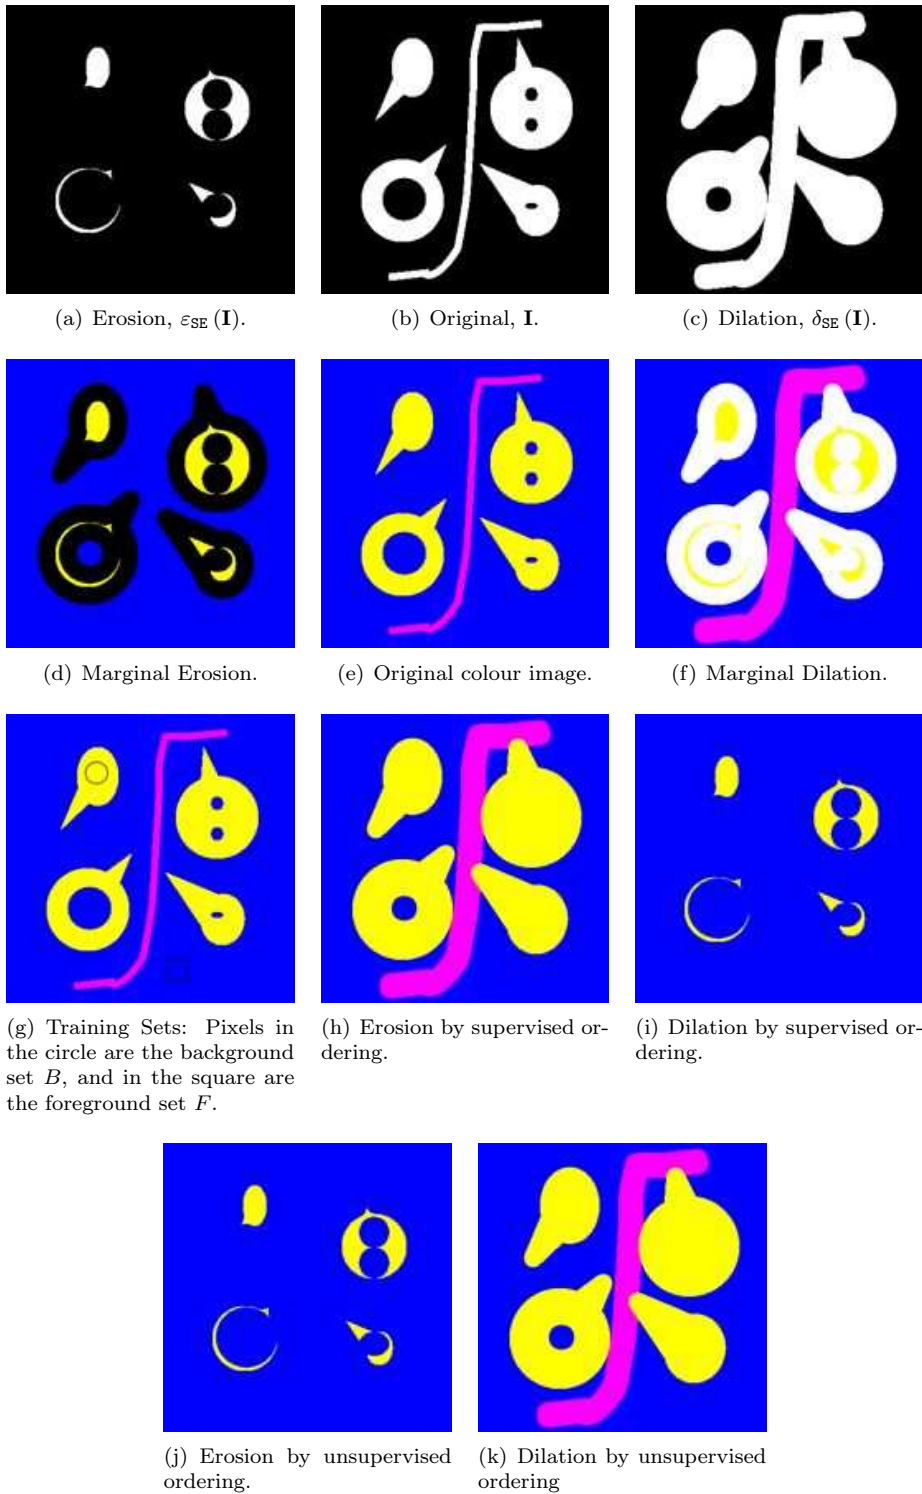 (a) Erosion, εSE (I).
(b) Original, I.
(c) Dilation, δSE (I).
(d) Marginal Erosion.
(e) Original colour image.
(f) Marginal Dilation.
(g) Training Sets: Pixels in
the circle are the background
set B, and in the square are
the foreground set F.
(h) Erosion by supervised or-
dering.
(i) Dilation by supervised or-
dering.
(j) Erosion by unsupervised
ordering.
(k) Dilation by unsupervised
ordering